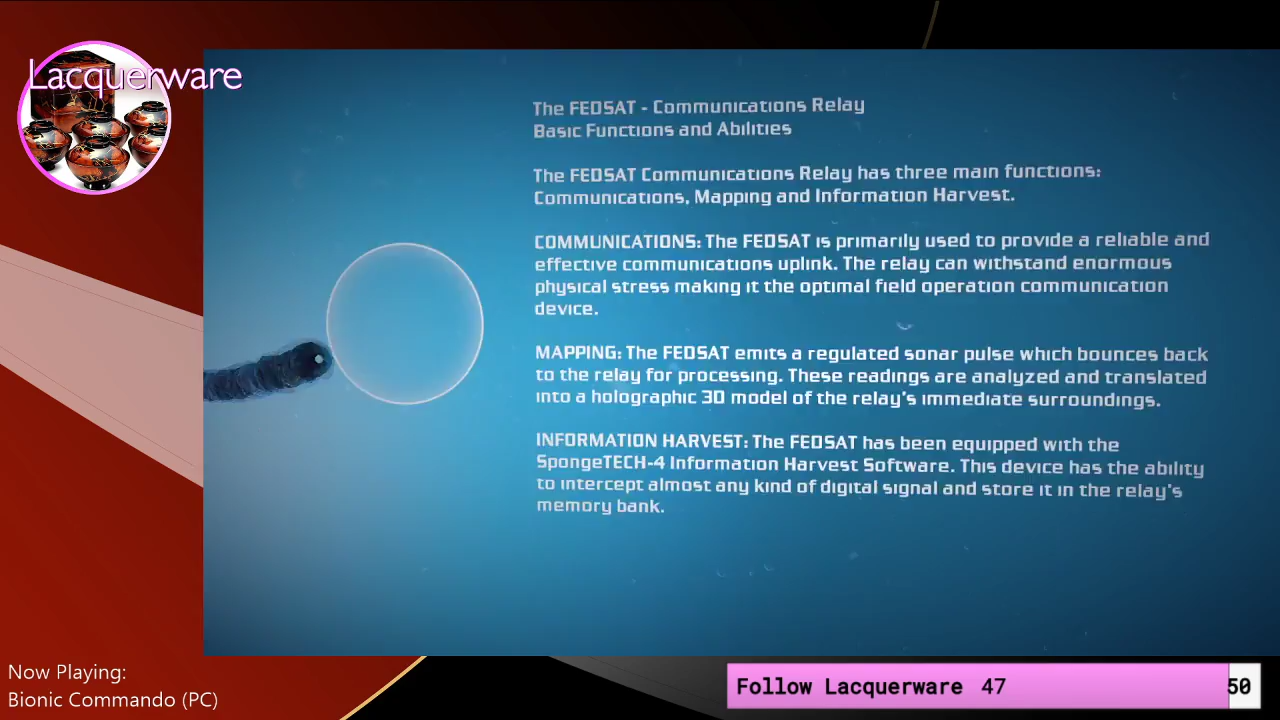 Lacquerware
The FEDSAT - Communications Relay
Basic Functions and Abilities
The FEDSAT Communications Relay has three main functions:
Communications, Mapping and Information Harvest.
COMMUNICATIONS: The FEDSAT is primarily used to provide a reliable and
effective communications uplink. The relay can withstand enormous
physical stress making it the optimal field operation communication
device.
MAPPING: The FEDSAT emits a regulated sonar pulse which bounces back
to the relay for processing. These readings are analyzed and translated
into a holographic 3D model of the relay's immediate surroundings.
INFORMATION HARVEST: The FEDSAT has been equipped with the
SpongeTECH-4 Information Harvest Software. This device has the ability
to intercept almost any kind of digital signal and store it in the relay's
memory bank.
Now Playing:
Bionic Commando (PC)
Follow Lacquerware 47 50